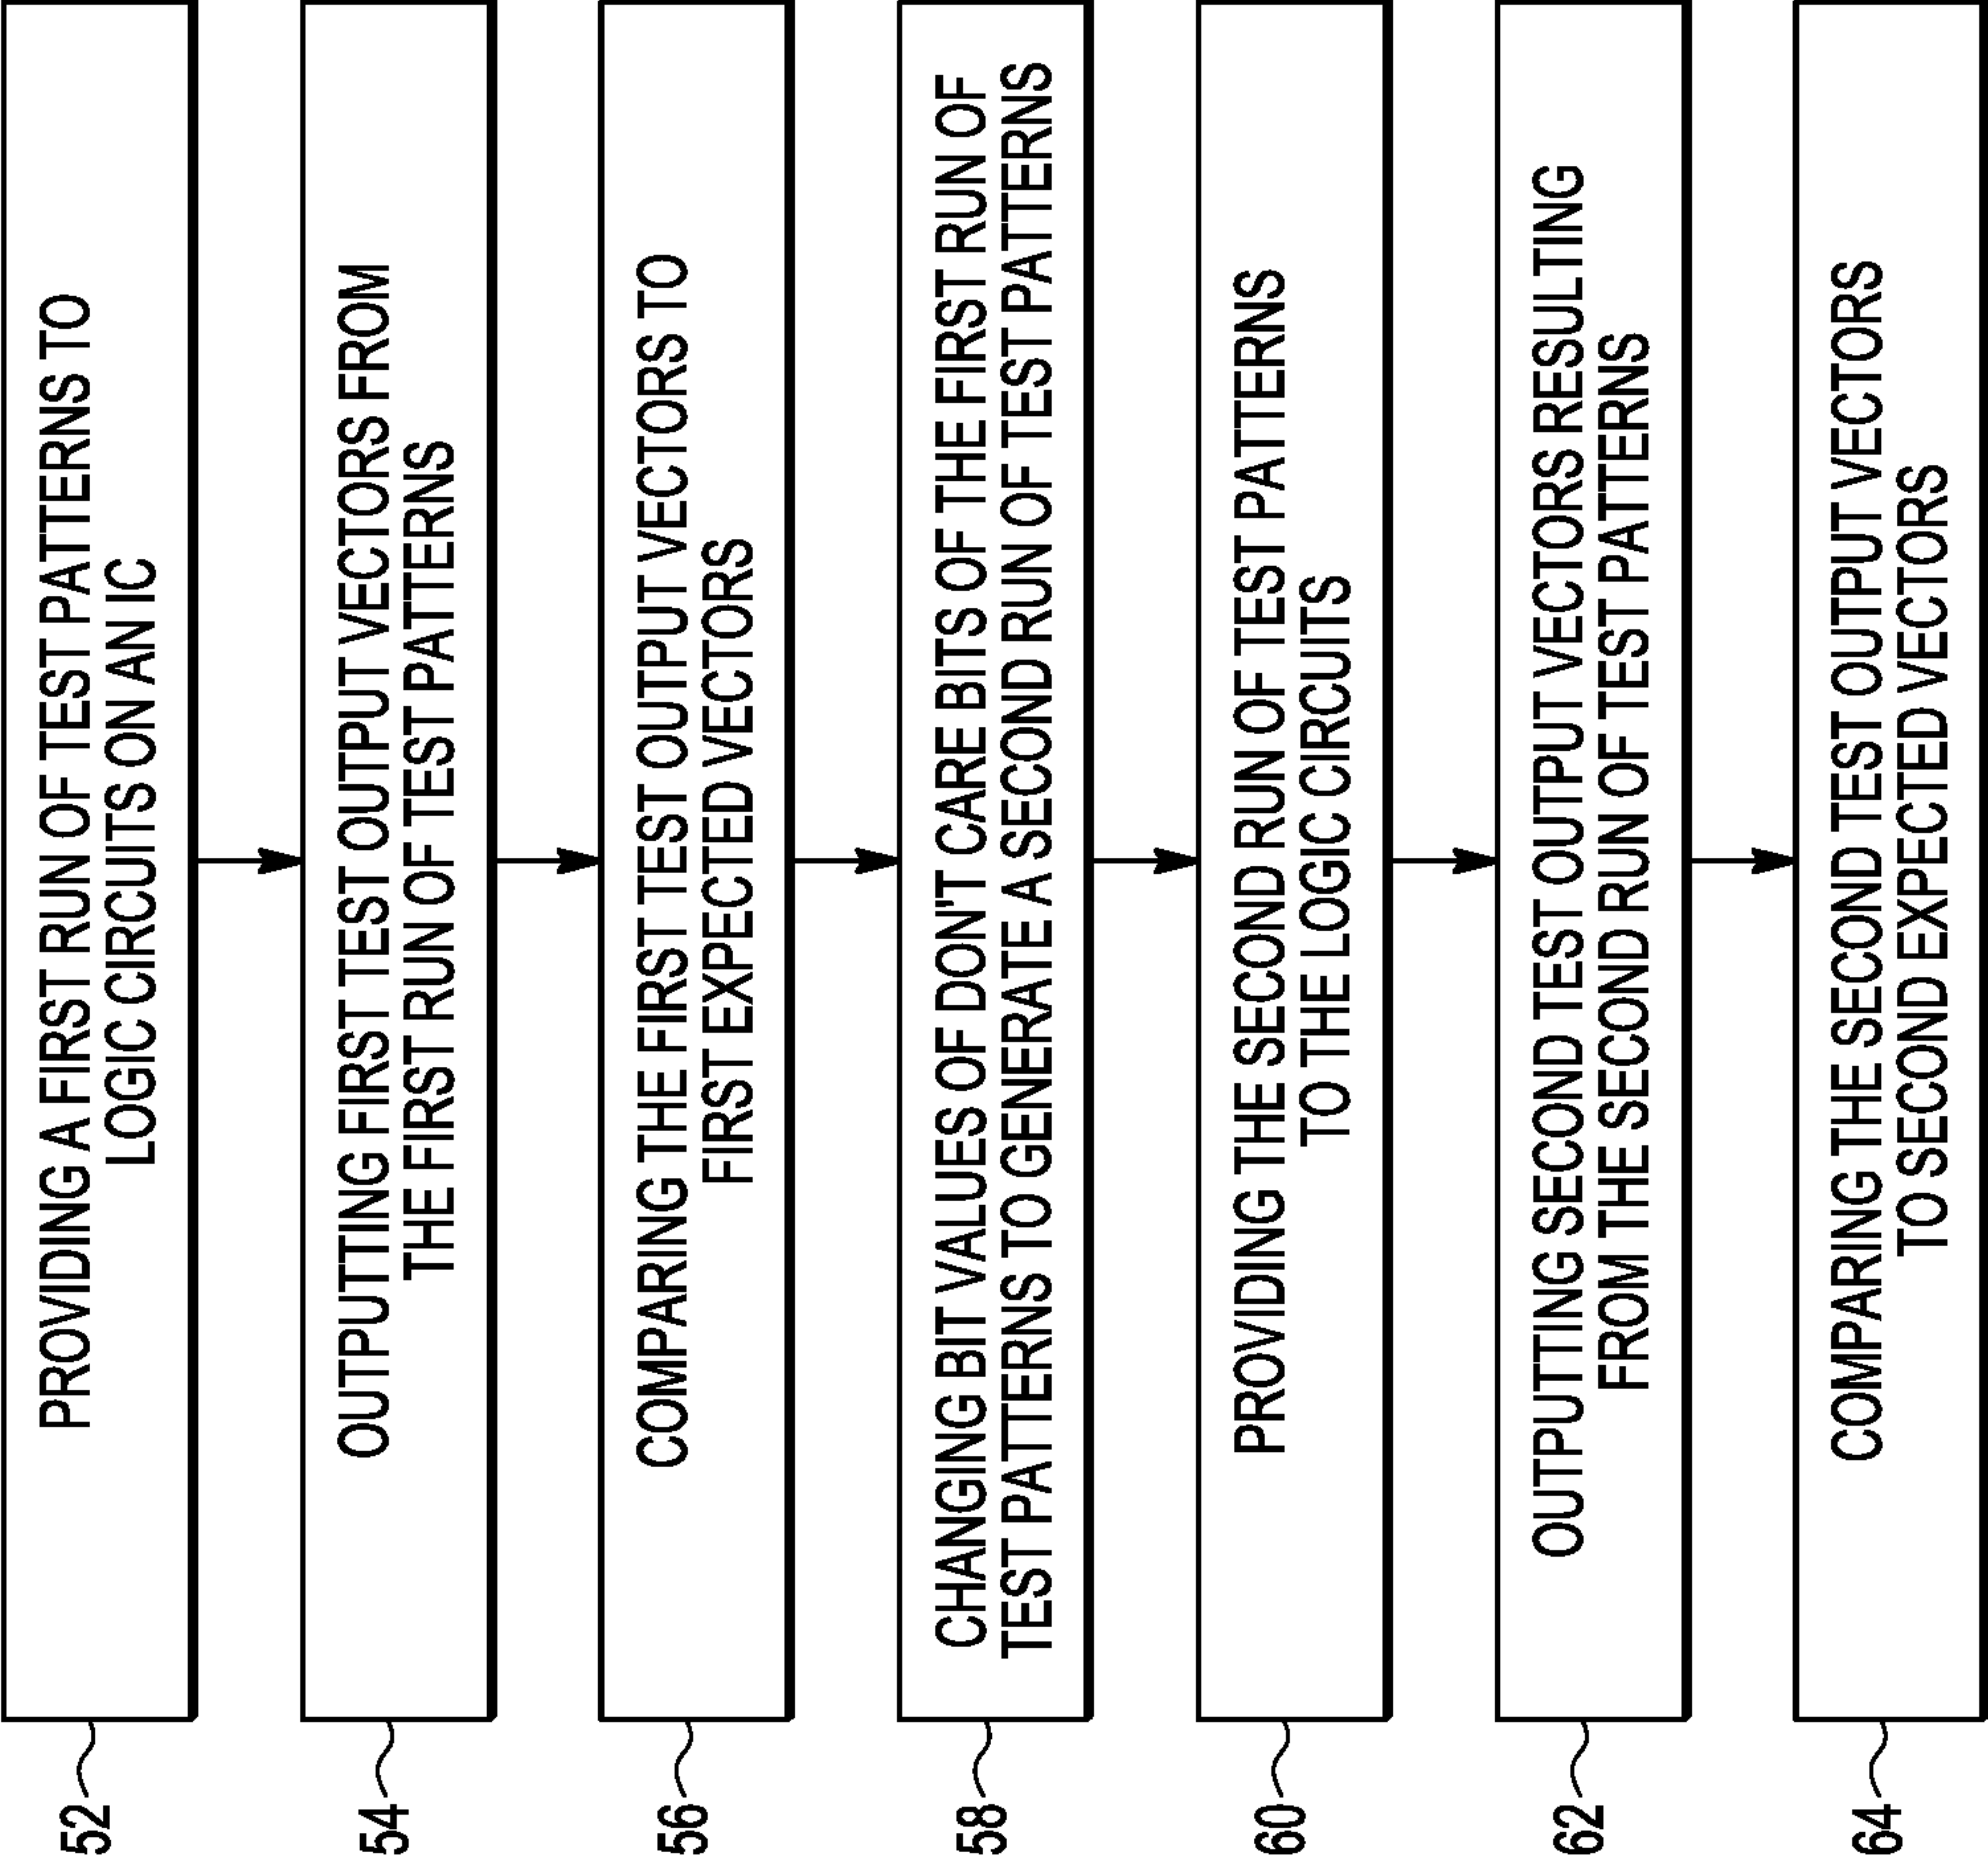 52
PROVIDING A FIRST RUN OF TEST PATTERNS TO
LOGIC CIRCUITS ON AN IC
54
OUTPUTTING FIRST TEST OUTPUT VECTORS FROM
THE FIRST RUN OF TEST PATTERNS
56
COMPARING THE FIRST TEST OUTPUT VECTORS TO
FIRST EXPECTED VECTORS
58
CHANGING BIT VALUES OF DON'T CARE BITS OF THE FIRST RUN OF
TEST PATTERNS TO GENERATE A SECOND RUN OF TEST PATTERNS
60
PROVIDING THE SECOND RUN OF TEST PATTERNS
TO THE LOGIC CIRCUITS
62
OUTPUTTING SECOND TEST OUTPUT VECTORS RESULTING
FROM THE SECOND RUN OF TEST PATTERNS
64
COMPARING THE SECOND TEST OUTPUT VECTORS
TO SECOND EXPECTED VECTORS